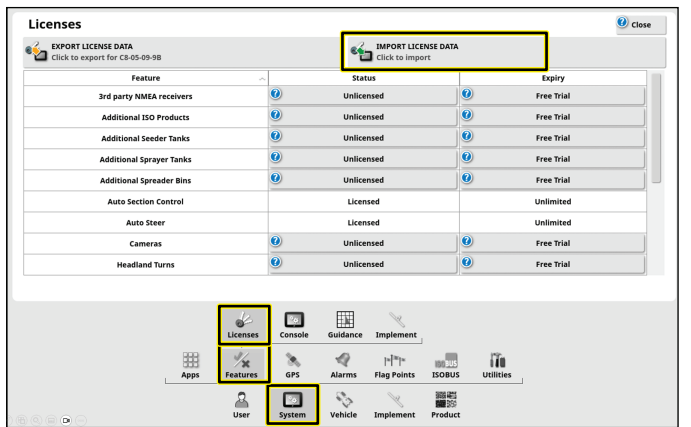 Licenses
Close
EXPORT LICENSE DATA
Click to export for C8-05-09-9B
IMPORT LICENSE DATA
Click to import
Feature Status Expiry
3rd party NMEA receivers Unlicensed Free Trial
Additional ISO Products Unlicensed Free Trial
Additional Seeder Tanks Unlicensed Free Trial
Additional Sprayer Tanks Unlicensed Free Trial
Additional Spreader Bins Unlicensed Free Trial
Auto Section Control Licensed Unlimited
Auto Steer Licensed Unlimited
Cameras Unlicensed Free Trial
Headland Turns Unlicensed Free Trial
Licenses Console Guidance Implement
Apps Features GPS Alarms Flag Points ISOBUS Utilities
User System Vehicle Implement Product